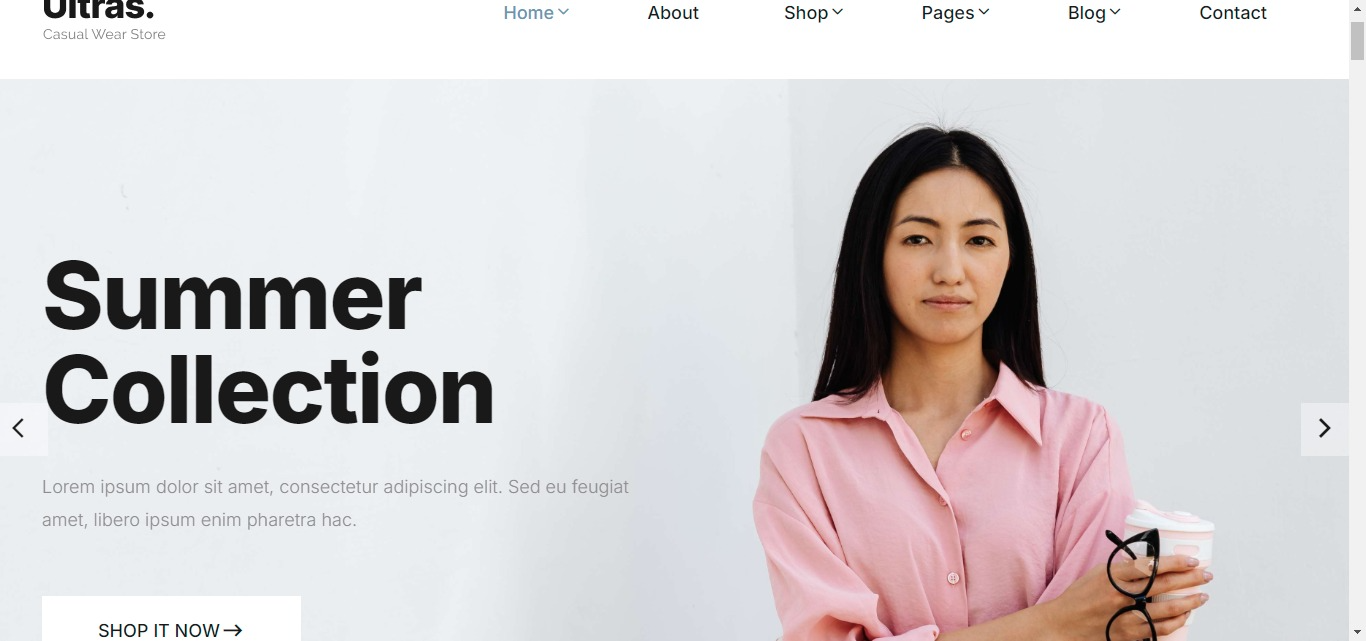 Ultras.
Casual Wear Store
Home About Shop Pages Blog Contact
Summer
Collection
Lorem ipsum dolor sit amet, consectetur adipiscing elit. Sed eu feugiat
amet, libero ipsum enim pharetra hac.
SHOP IT NOW→